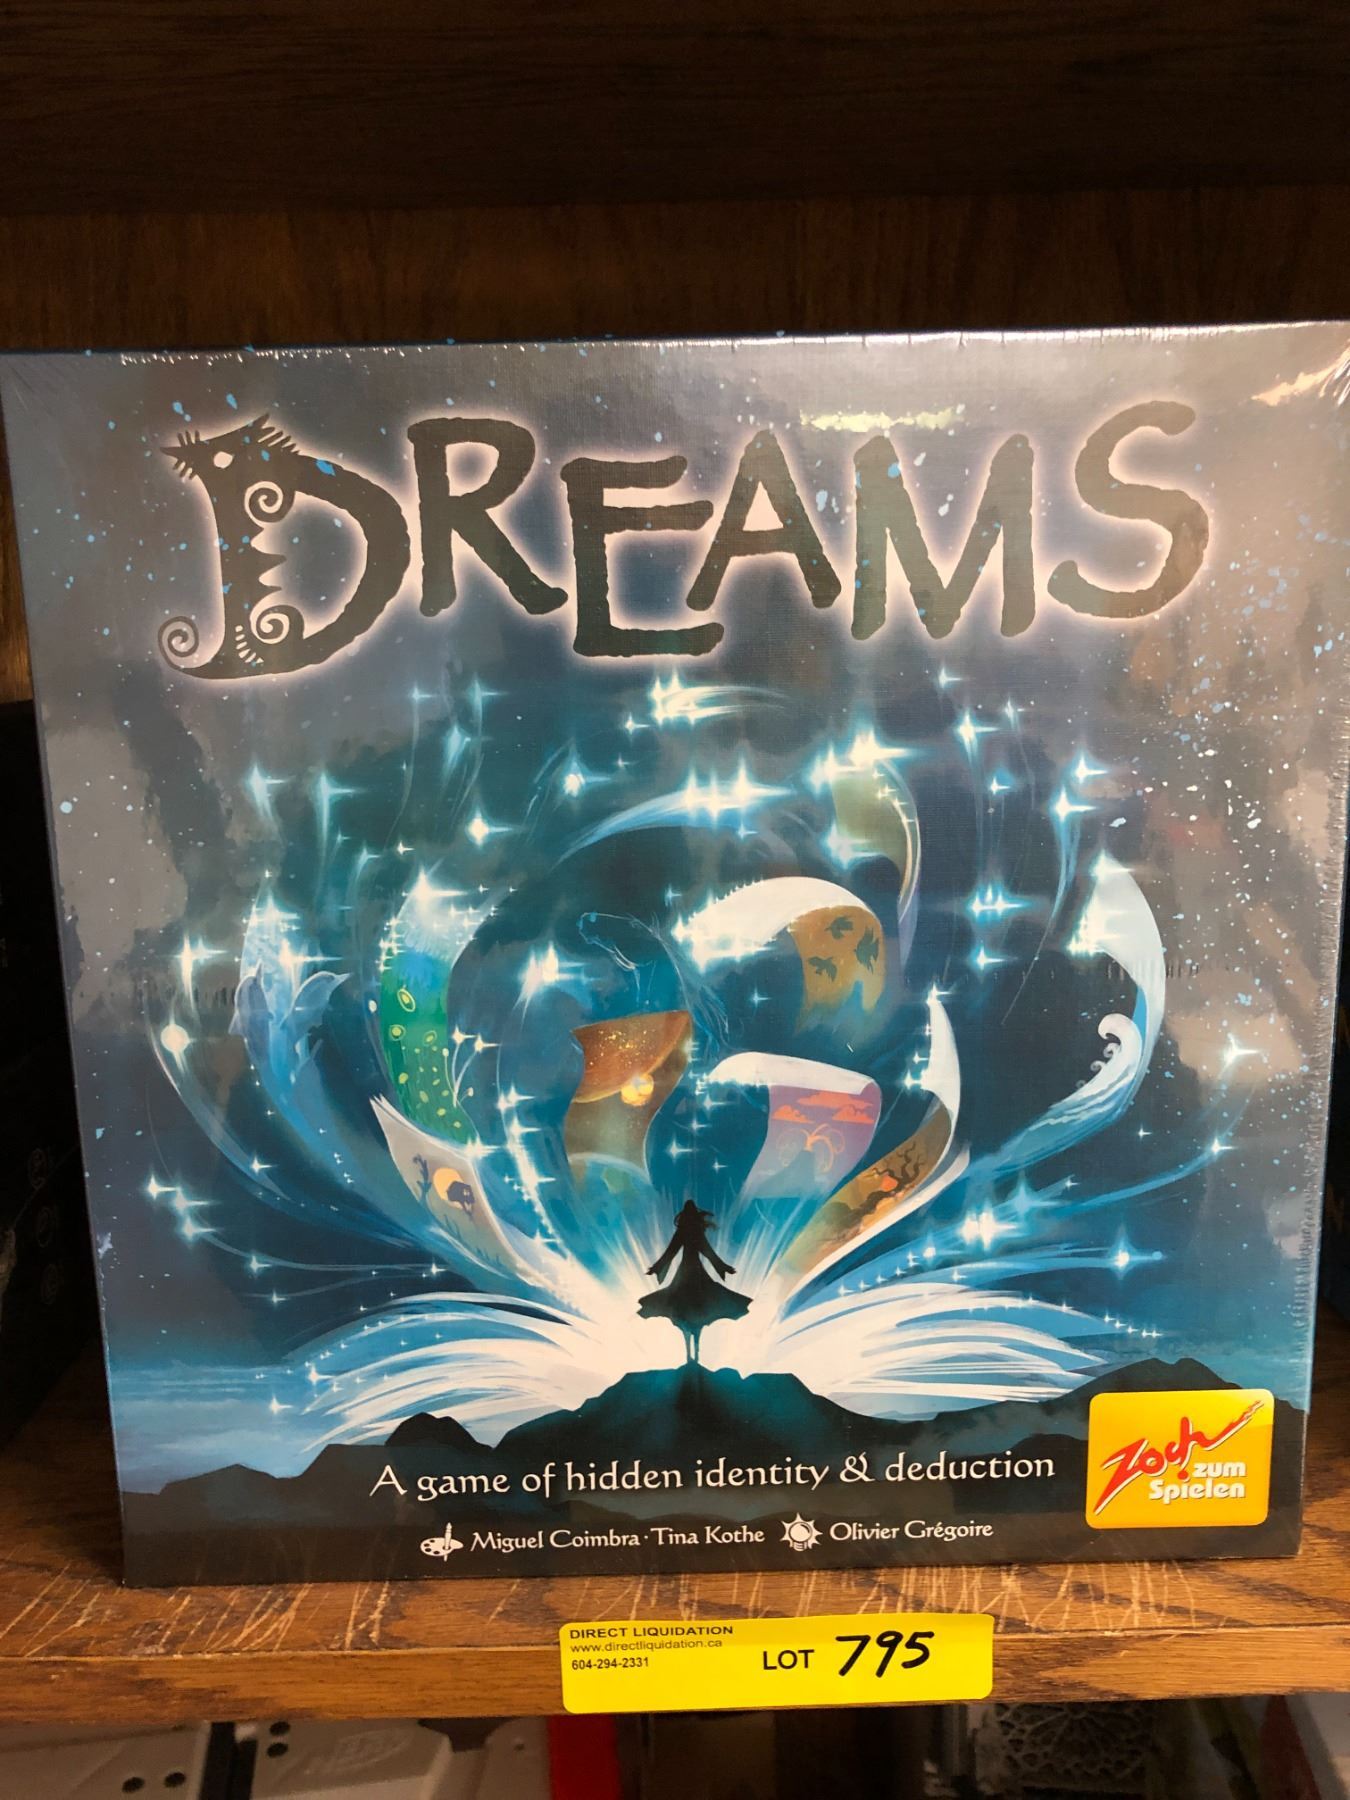 DREAMS
A game of hidden identity & deduction
Miguel Coimbra · Tina Kothe Olivier Grégoire
Zoch zum
Spielen
DIRECT LIQUIDATION
www.directliquidation.ca
604-294-2331
LOT 795